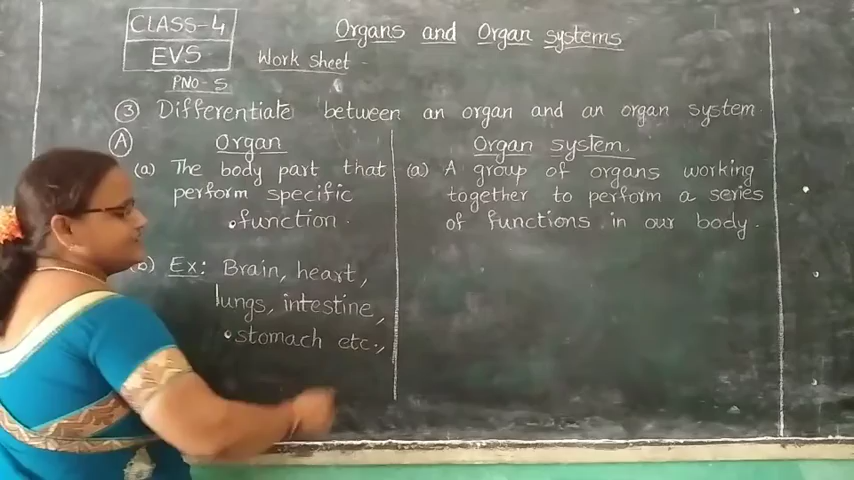 CLASS-4
EVS
PNO-5
Organs and Organ systems
Work sheet -
③ Differentiate between an organ and an organ system.
Ⓐ Organ
(a) The body part that
perform specific
function.
(b) Ex: Brain, heart,
lungs, intestine,
stomach etc.,
Organ system.
(a) A group of organs working
together to perform a series
of functions in our body.